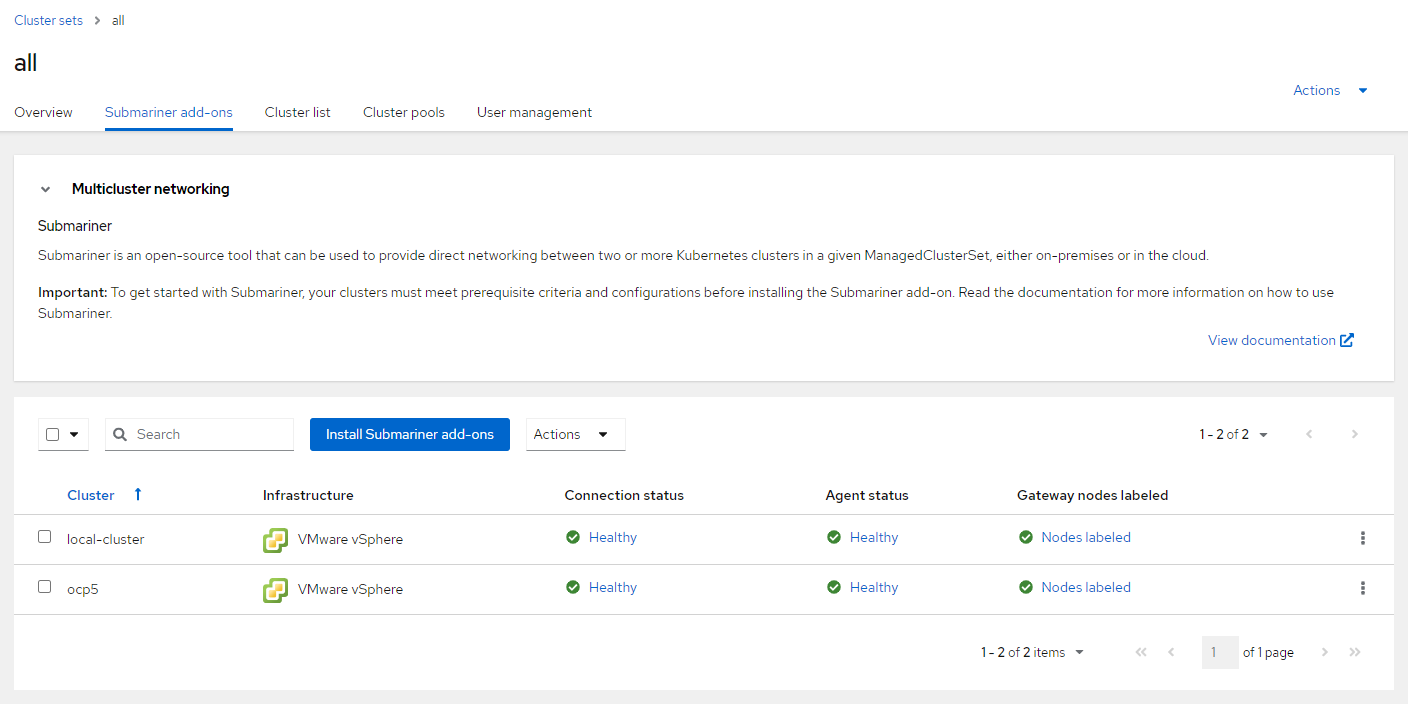 Cluster sets > all
all
Actions
Overview Submariner add-ons Cluster list Cluster pools User management
Multicluster networking
Submariner
Submariner is an open-source tool that can be used to provide direct networking between two or more Kubernetes clusters in a given ManagedClusterSet, either on-premises or in the cloud.
Important: To get started with Submariner, your clusters must meet prerequisite criteria and configurations before installing the Submariner add-on. Read the documentation for more information on how to use
Submariner.
View documentation
Search Install Submariner add-ons Actions 1 - 2 of 2
Cluster Infrastructure Connection status Agent status Gateway nodes labeled
local-cluster VMware vSphere Healthy Healthy Nodes labeled
ocp5 VMware vSphere Healthy Healthy Nodes labeled
1 - 2 of 2 items 1 of 1 page